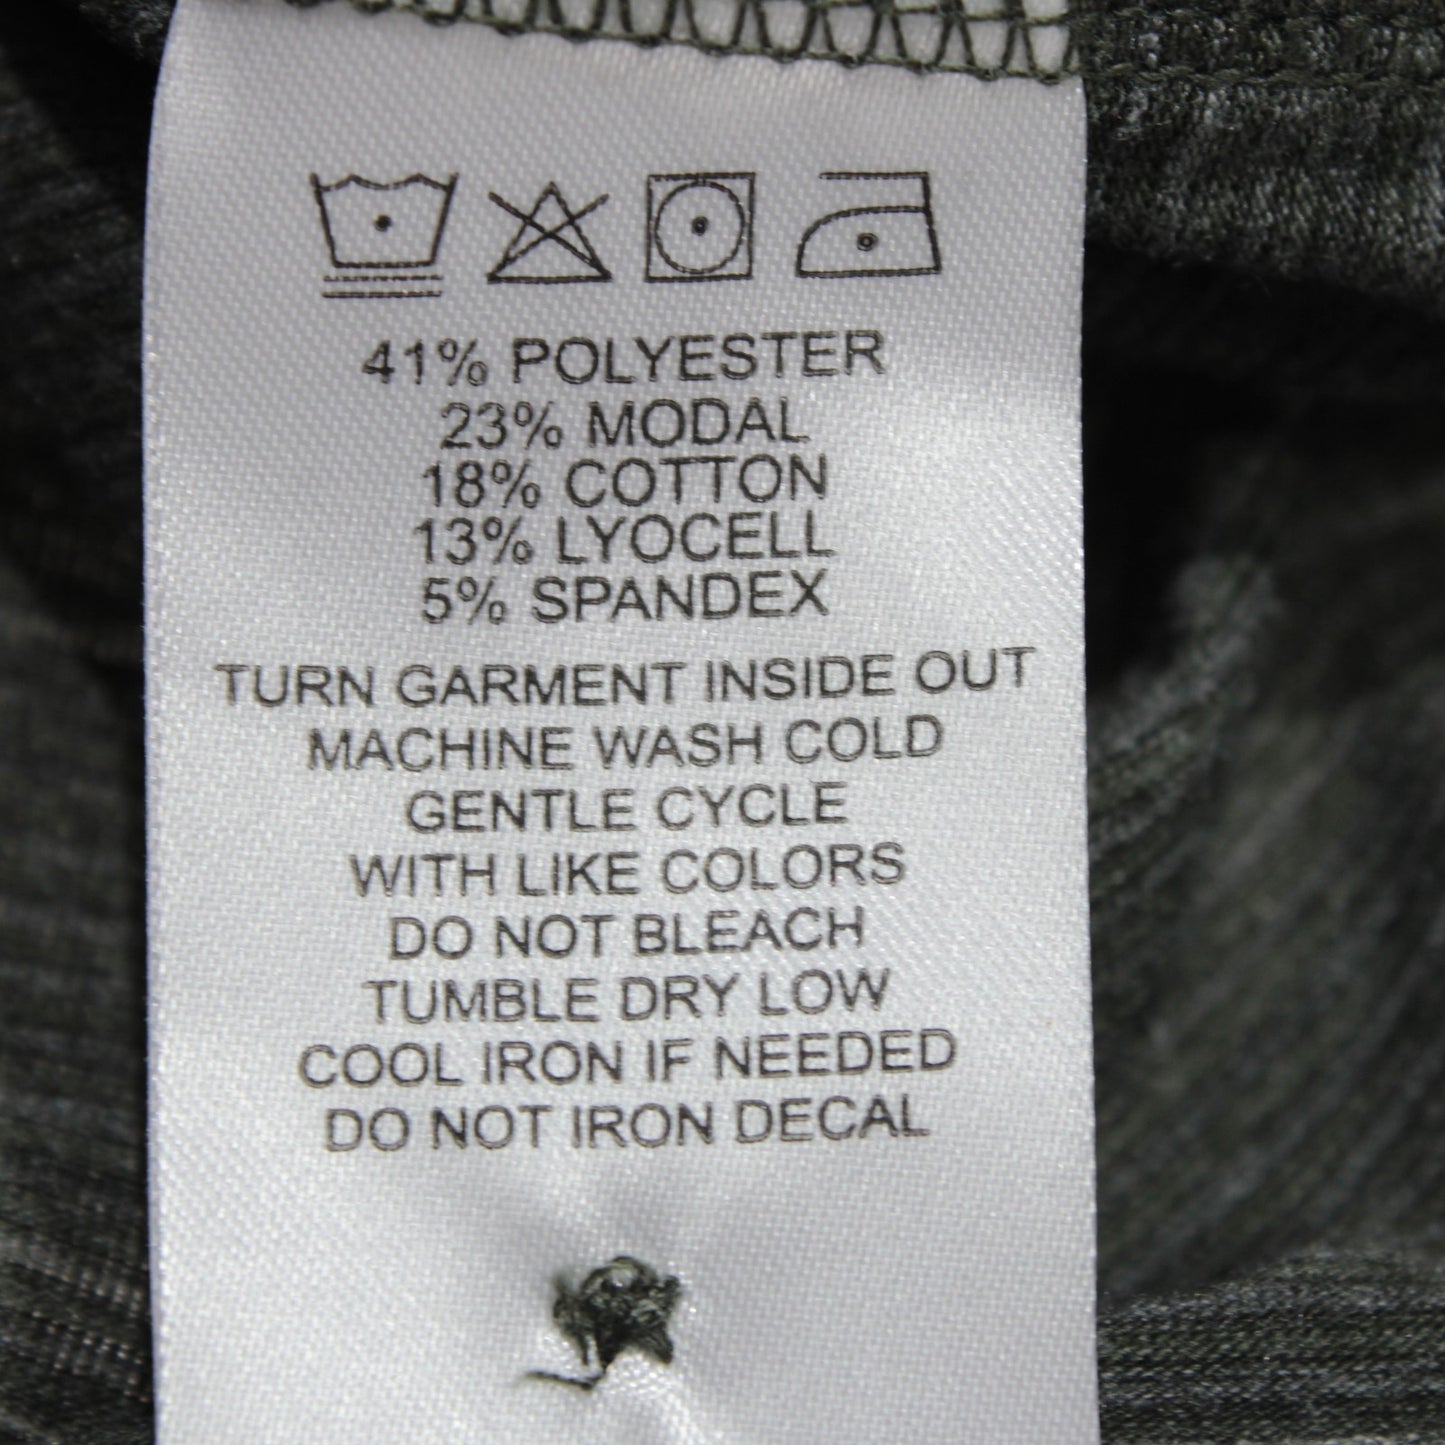 41% POLYESTER
23% MODAL
18% COTTON
13% LYOCELL
5% SPANDEX
TURN GARMENT INSIDE OUT
MACHINE WASH COLD
GENTLE CYCLE
WITH LIKE COLORS
DO NOT BLEACH
TUMBLE DRY LOW
COOL IRON IF NEEDED
DO NOT IRON DECAL